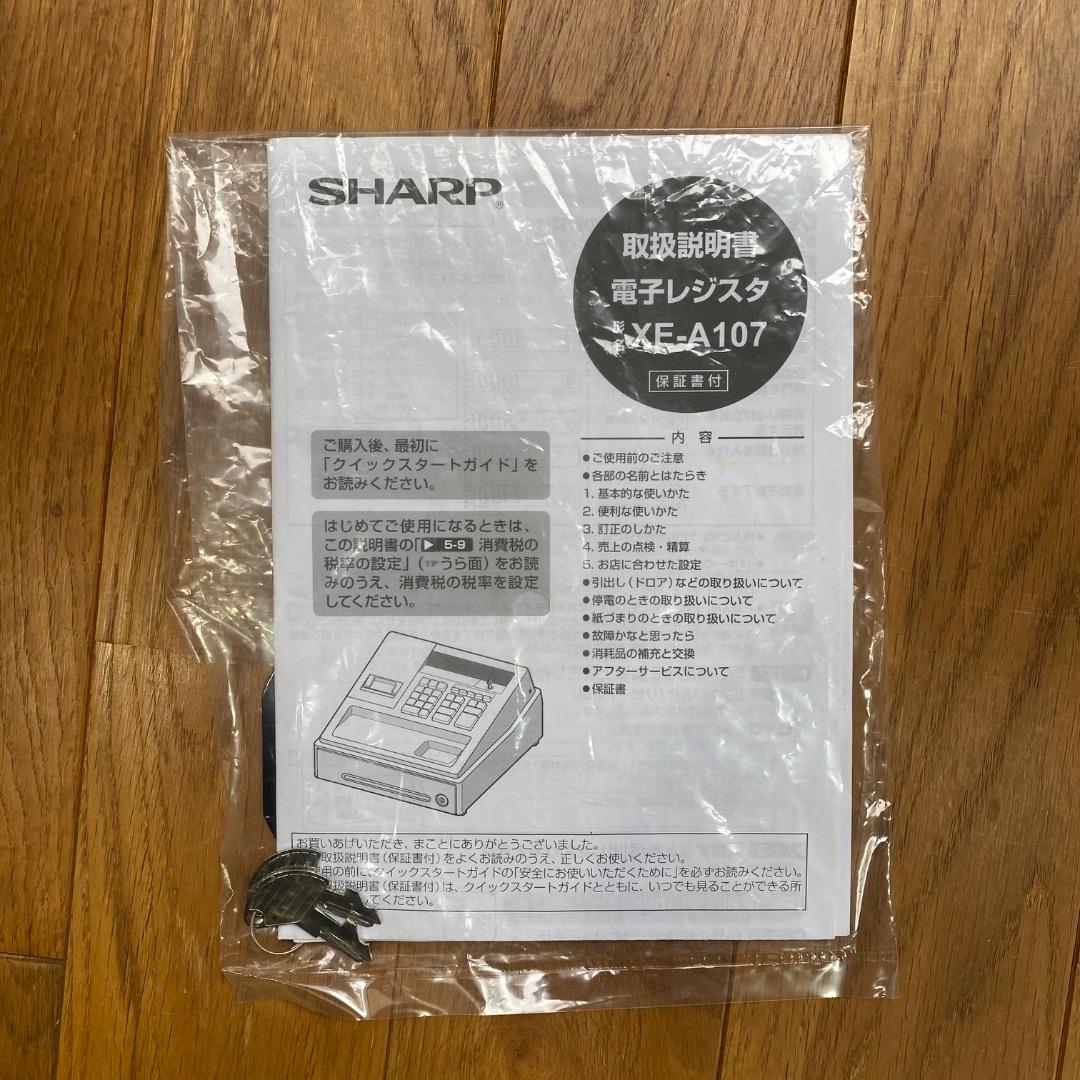 SHARP®
取扱説明書
電子レジスタ
形名 XE-A107
保証書付
ご購入後、最初に
「クイックスタートガイド」を
お読みください。
はじめてご使用になるときは、
この説明書の「▶ 5-9 消費税の
税率の設定」(☞うら面)をお読
みのうえ、消費税の税率を設定
してください。
内 容
●ご使用前のご注意
●各部の名前とはたらき
1. 基本的な使いかた
2. 便利な使いかた
3. 訂正のしかた
4. 売上の点検・精算
5. お店に合わせた設定
●引出し(ドロア)などの取り扱いについて
●停電のときの取り扱いについて
●紙づまりのときの取り扱いについて
●故障かなと思ったら
●消耗品の補充と交換
●アフターサービスについて
●保証書
お買いあげいただき、まことにありがとうございました。
取扱説明書(保証書付)をよくお読みのうえ、正しくお使いください。
使用の前に、クイックスタートガイドの「安全にお使いいただくために」を必ずお読みください。
取扱説明書(保証書付)は、クイックスタートガイドとともに、いつでも見ることができる所
してください。